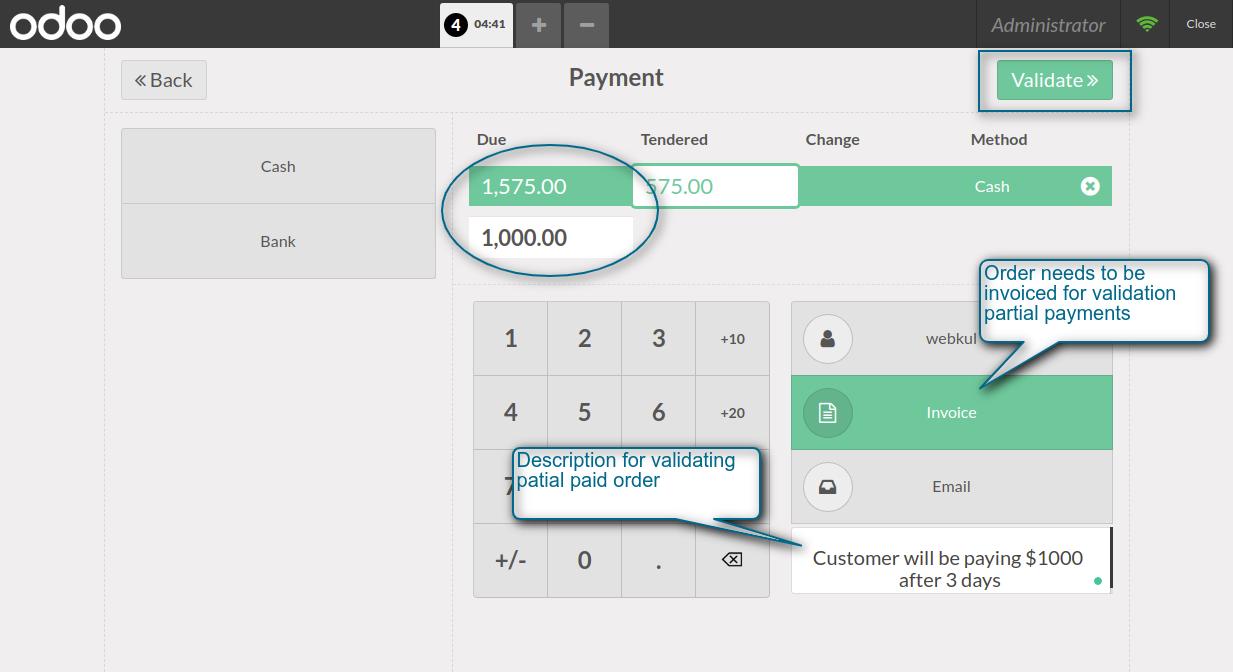 odoo
4 04:41
Administrator
Close
Back
Payment
Validate
Cash
Bank
Due Tendered Change Method
1,575.00 575.00 Cash
1,000.00
Order needs to be
invoiced for validation
partial payments
1 2 3 +10
webkul
4 5 6 +20
Invoice
Description for validating
patial paid order
7
Email
+/- 0 .
Customer will be paying $1000
after 3 days